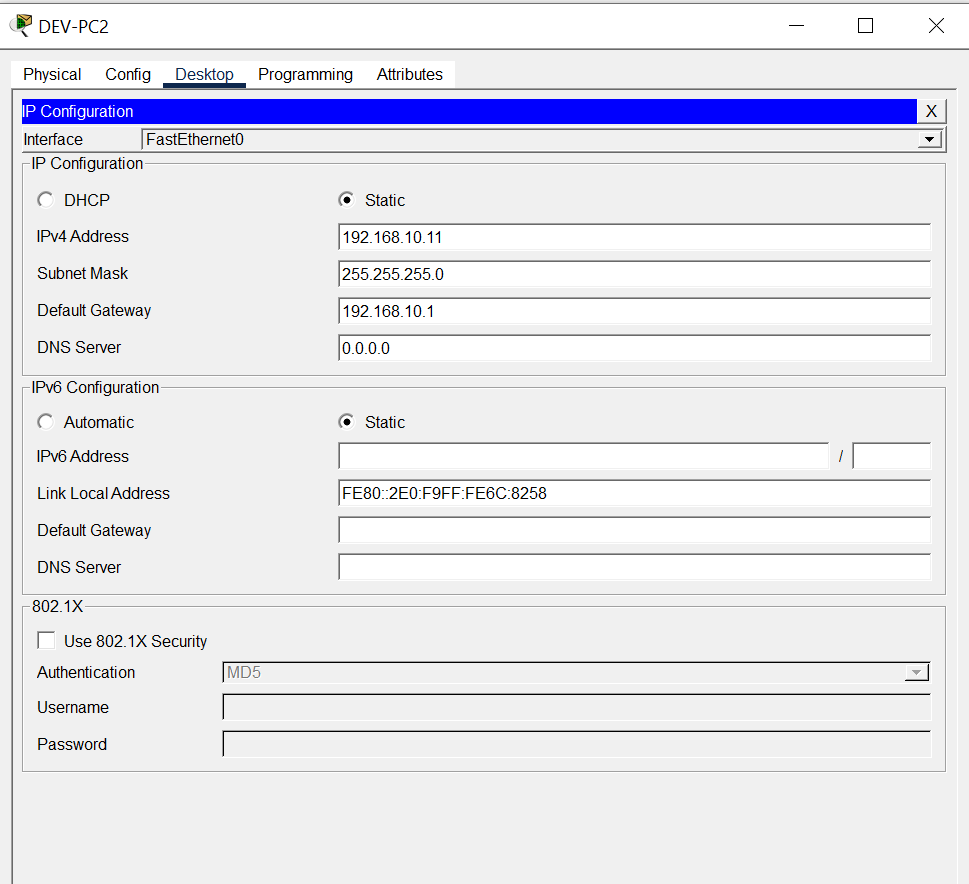 DEV-PC2
Physical Config Desktop Programming Attributes
IP Configuration X
Interface FastEthernet0
IP Configuration
DHCP Static
IPv4 Address 192.168.10.11
Subnet Mask 255.255.255.0
Default Gateway 192.168.10.1
DNS Server 0.0.0.0
IPv6 Configuration
Automatic Static
IPv6 Address /
Link Local Address FE80::2E0:F9FF:FE6C:8258
Default Gateway
DNS Server
802.1X
Use 802.1X Security
Authentication MD5
Username
Password